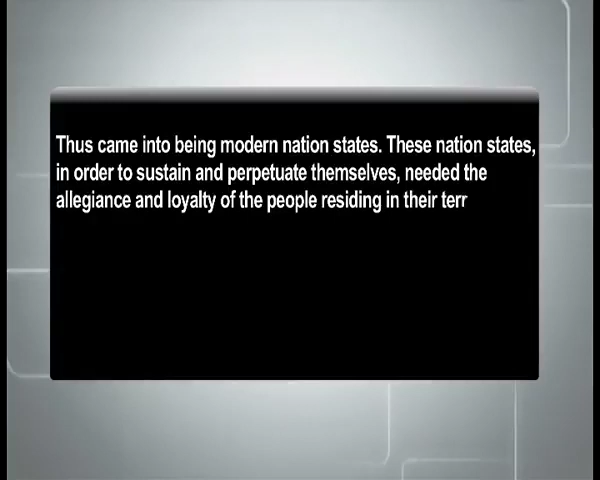 Thus came into being modern nation states. These nation states,
in order to sustain and perpetuate themselves, needed the
allegiance and loyalty of the people residing in their terr